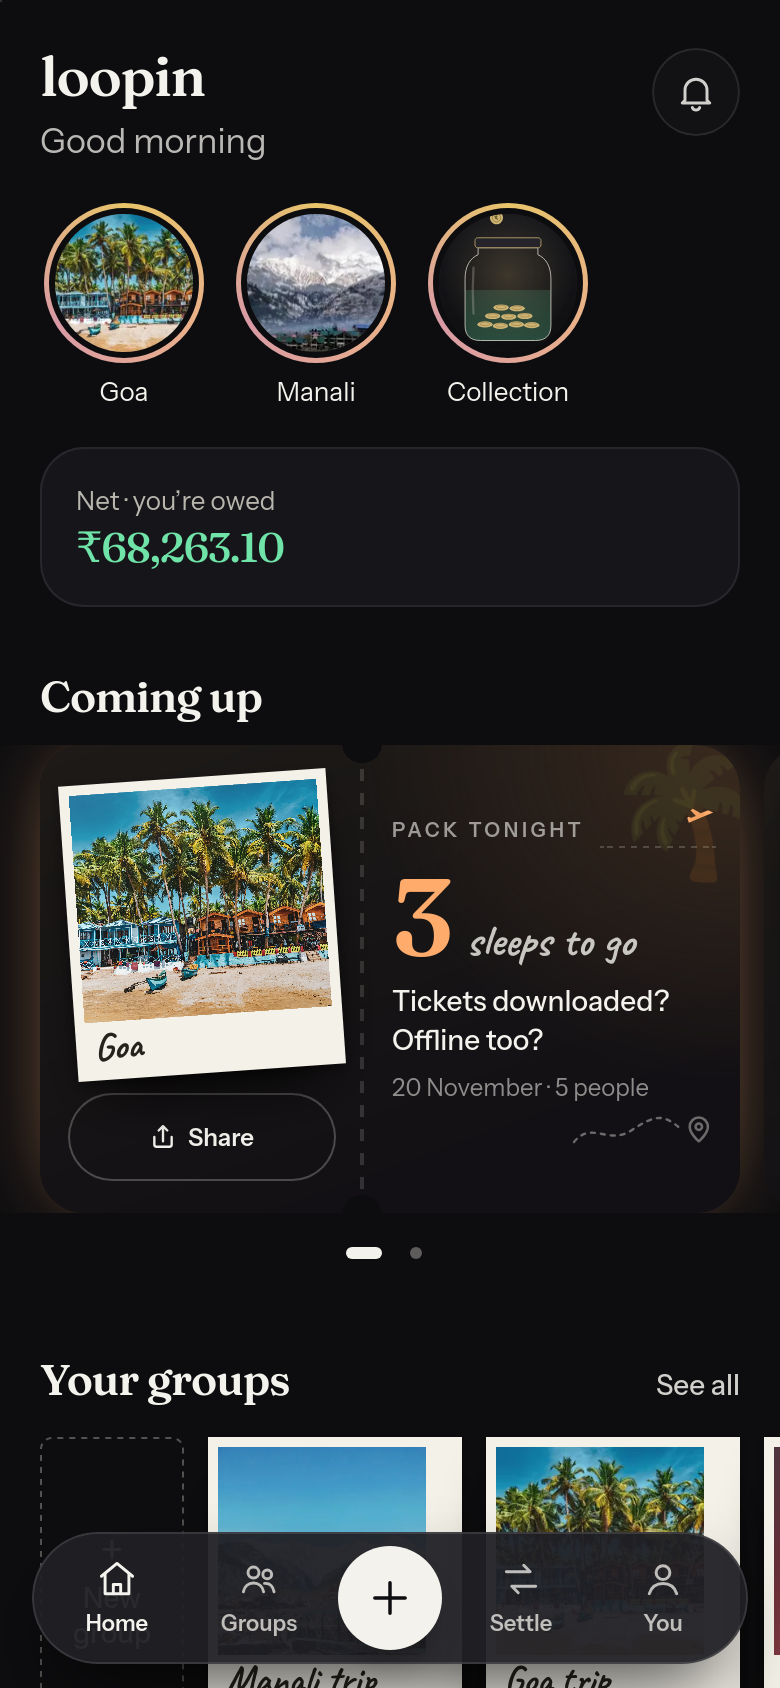 loopin
Good morning
Goa
Manali
Collection
Net · you’re owed
₹68,263.10
Coming up
PACK TONIGHT
3 sleeps to go
Tickets downloaded?
Offline too?
20 November · 5 people
Goa
Share
Your groups
See all
+
New
group
Home
Groups
Settle
You
Manali trip
Goa trip